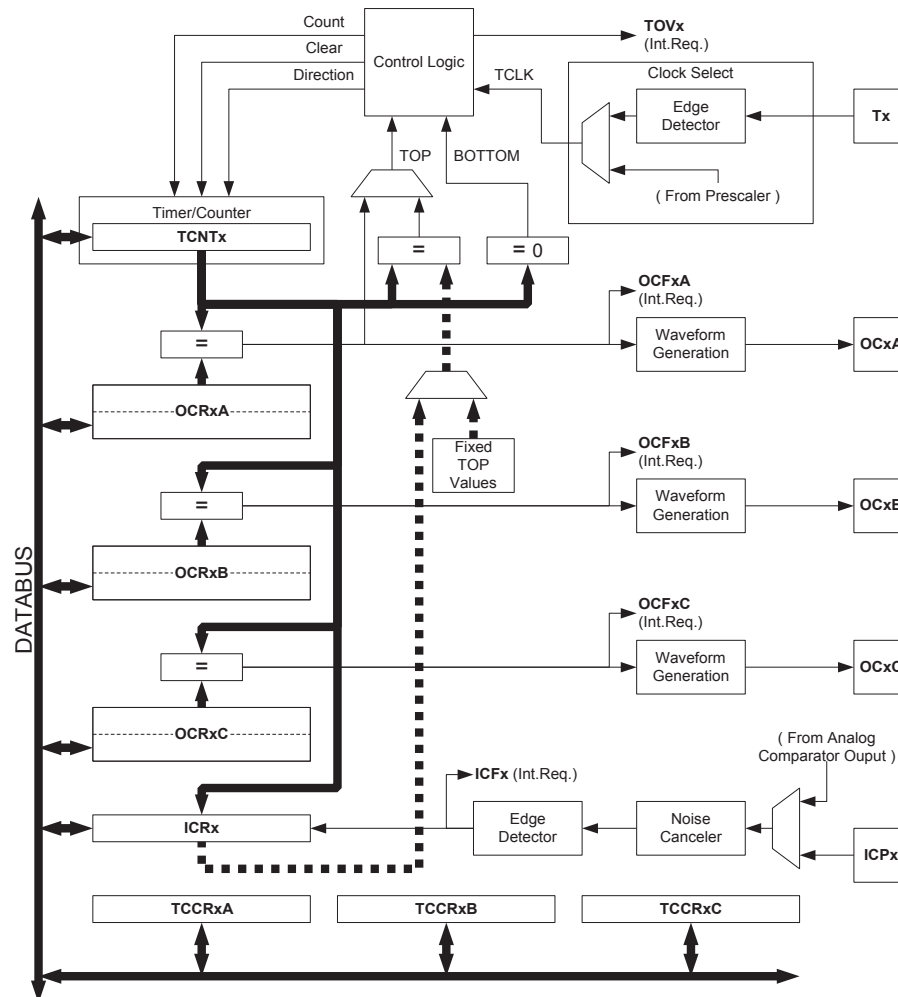 Count
Clear
Direction
Control Logic
TOVx
(Int.Req.)
TCLK
Clock Select
Edge
Detector
Tx
( From Prescaler )
TOP
BOTTOM
Timer/Counter
TCNTx
=
= 0
=
OCRxA
OCFxA
(Int.Req.)
Waveform
Generation
OCxA
Fixed
TOP
Values
=
OCRxB
OCFxB
(Int.Req.)
Waveform
Generation
OCxB
DATABUS
=
OCRxC
OCFxC
(Int.Req.)
Waveform
Generation
OCxC
( From Analog
Comparator Ouput )
ICFx (Int.Req.)
ICRx
Edge
Detector
Noise
Canceler
ICPx
TCCRxA
TCCRxB
TCCRxC